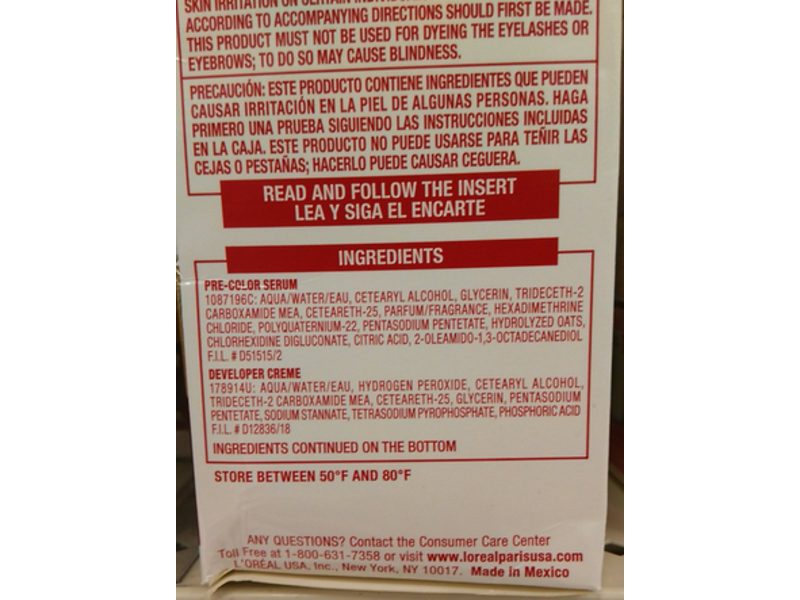 SKIN IRRITATION ON CERTAIN
ACCORDING TO ACCOMPANYING DIRECTIONS SHOULD FIRST BE MADE.
THIS PRODUCT MUST NOT BE USED FOR DYEING THE EYELASHES OR
EYEBROWS; TO DO SO MAY CAUSE BLINDNESS.
PRECAUCIÓN: ESTE PRODUCTO CONTIENE INGREDIENTES QUE PUEDEN
CAUSAR IRRITACIÓN EN LA PIEL DE ALGUNAS PERSONAS. HAGA
PRIMERO UNA PRUEBA SIGUIENDO LAS INSTRUCCIONES INCLUIDAS
EN LA CAJA. ESTE PRODUCTO NO PUEDE USARSE PARA TEÑIR LAS
CEJAS O PESTAÑAS; HACERLO PUEDE CAUSAR CEGUERA.
READ AND FOLLOW THE INSERT
LEA Y SIGA EL ENCARTE
INGREDIENTS
PRE-COLOR SERUM
1087196C: AQUA/WATER/EAU, CETEARYL ALCOHOL, GLYCERIN, TRIDECETH-2
CARBOXAMIDE MEA, CETEARETH-25, PARFUM/FRAGRANCE, HEXADIMETHRINE
CHLORIDE, POLYQUATERNIUM-22, PENTASODIUM PENTETATE, HYDROLYZED OATS,
CHLORHEXIDINE DIGLUCONATE, CITRIC ACID, 2-OLEAMIDO-1,3-OCTADECANEDIOL
F.I.L. # D51515/2
DEVELOPER CREME
178914U: AQUA/WATER/EAU, HYDROGEN PEROXIDE, CETEARYL ALCOHOL,
TRIDECETH-2 CARBOXAMIDE MEA, CETEARETH-25, GLYCERIN, PENTASODIUM
PENTETATE, SODIUM STANNATE, TETRASODIUM PYROPHOSPHATE, PHOSPHORIC ACID
F.I.L. # D12836/18
INGREDIENTS CONTINUED ON THE BOTTOM
STORE BETWEEN 50°F AND 80°F
ANY QUESTIONS? Contact the Consumer Care Center
Toll Free at 1-800-631-7358 or visit www.lorealparisusa.com
L'ORÉAL USA, Inc., New York, NY 10017. Made in Mexico